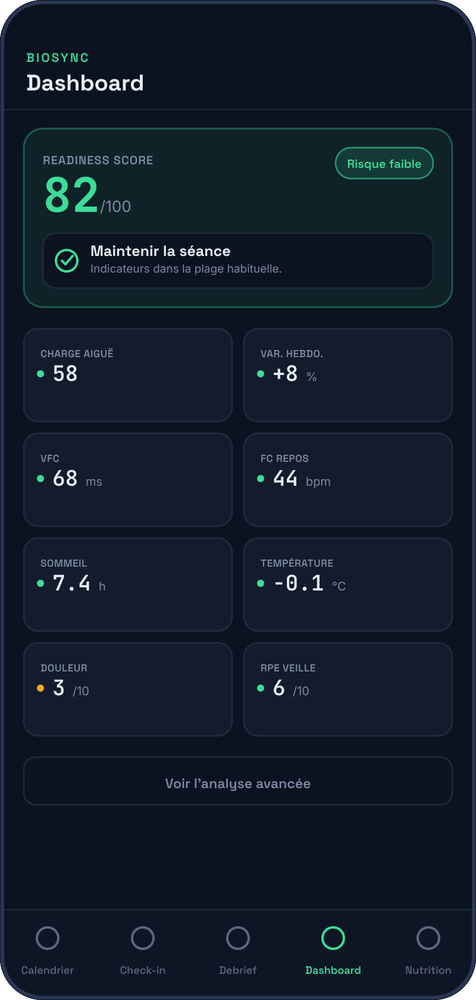 BIOSYNC
Dashboard
READINESS SCORE
Risque faible
82/100
Maintenir la séance
Indicateurs dans la plage habituelle.
CHARGE AIGUË
58
VAR. HEBDO.
+8 %
VFC
68 ms
FC REPOS
44 bpm
SOMMEIL
7.4 h
TEMPÉRATURE
-0.1 °C
DOULEUR
3 /10
RPE VEILLE
6 /10
Voir l’analyse avancée
Calendrier
Check-in
Debrief
Dashboard
Nutrition